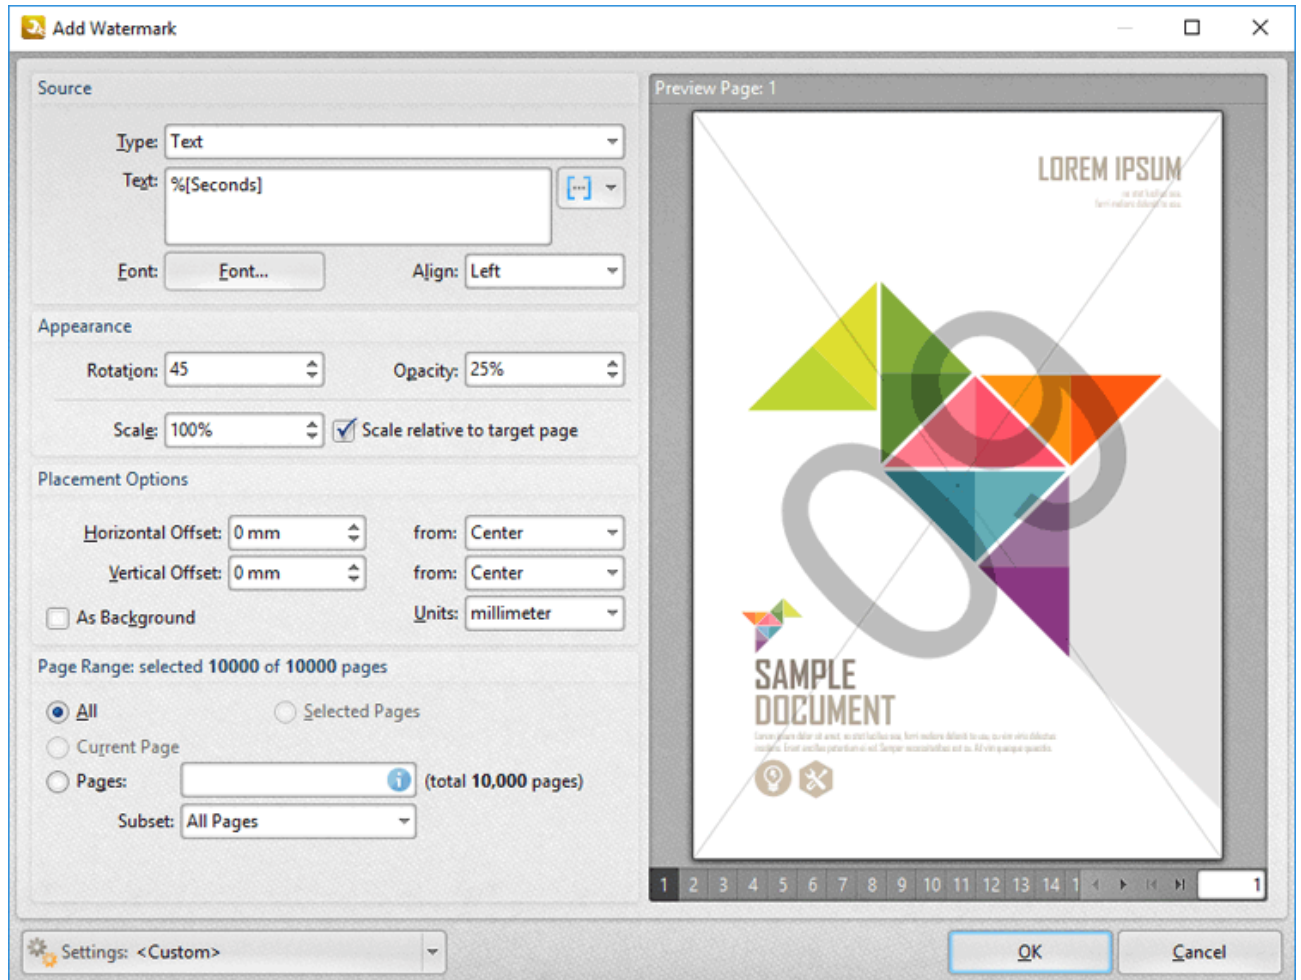 Add Watermark
Source
Type: Text
Text: %[Seconds]
Font: Font... Align: Left
Appearance
Rotation: 45 Opacity: 25%
Scale: 100% Scale relative to target page
Placement Options
Horizontal Offset: 0 mm from: Center
Vertical Offset: 0 mm from: Center
As Background Units: millimeter
Page Range: selected 10000 of 10000 pages
All Selected Pages
Current Page
Pages: (total 10,000 pages)
Subset: All Pages
Settings: <Custom>
Preview Page: 1
LOREM IPSUM
09
SAMPLE
DOCUMENT
1 2 3 4 5 6 7 8 9 10 11 12 13 14 1 1
OK Cancel